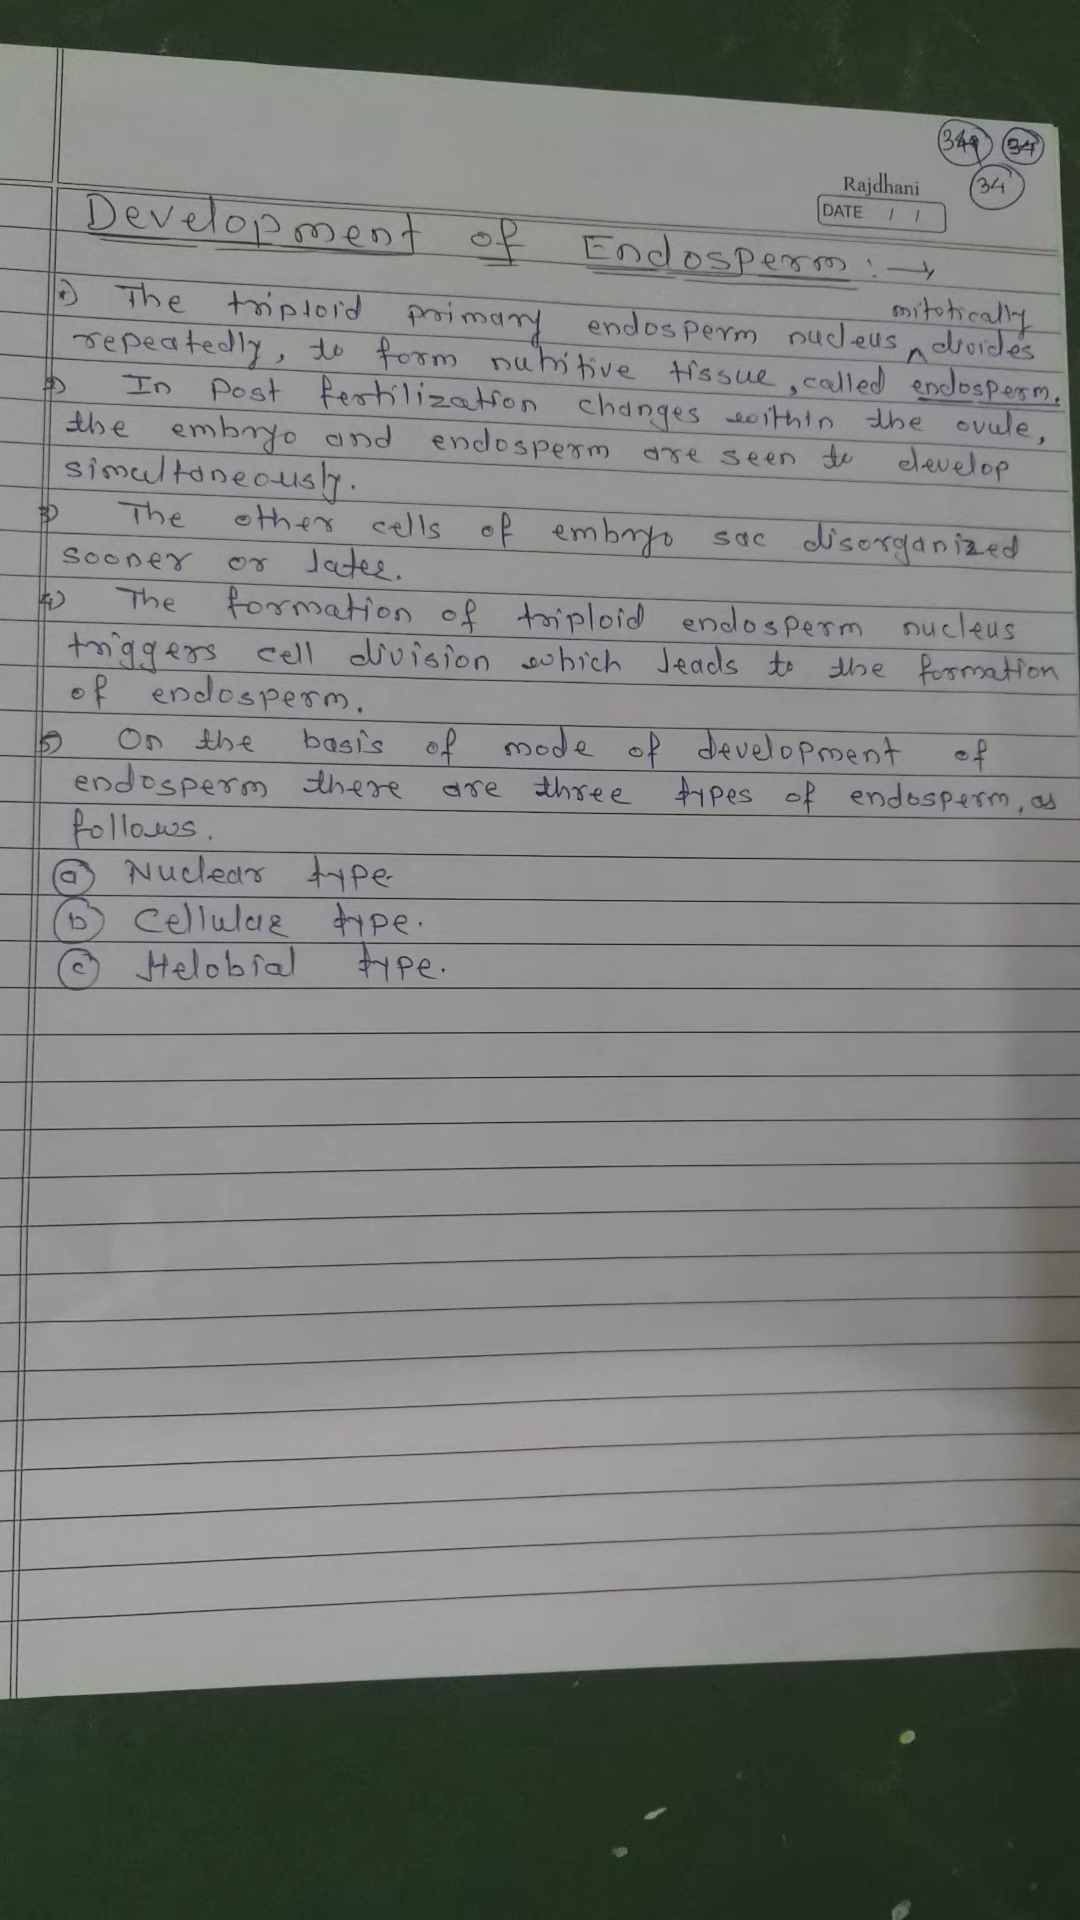 34
34
Rajdhani
34
DATE / /
Development of Endosperm : →
1) The triploid primary endosperm nucleus ^ mitotically divides
repeatedly, to form nutritive tissue, called endosperm.
2) In Post fertilization changes within the ovule,
the embryo and endosperm are seen to develop
simultaneously.
3) The other cells of embryo sac disorganized
sooner or later.
4) The formation of triploid endosperm nucleus
triggers cell division which leads to the formation
of endosperm.
5) On the basis of mode of development of
endosperm there are three types of endosperm, as
follows.
(a) Nuclear type.
(b) Cellular type.
(c) Helobial type.